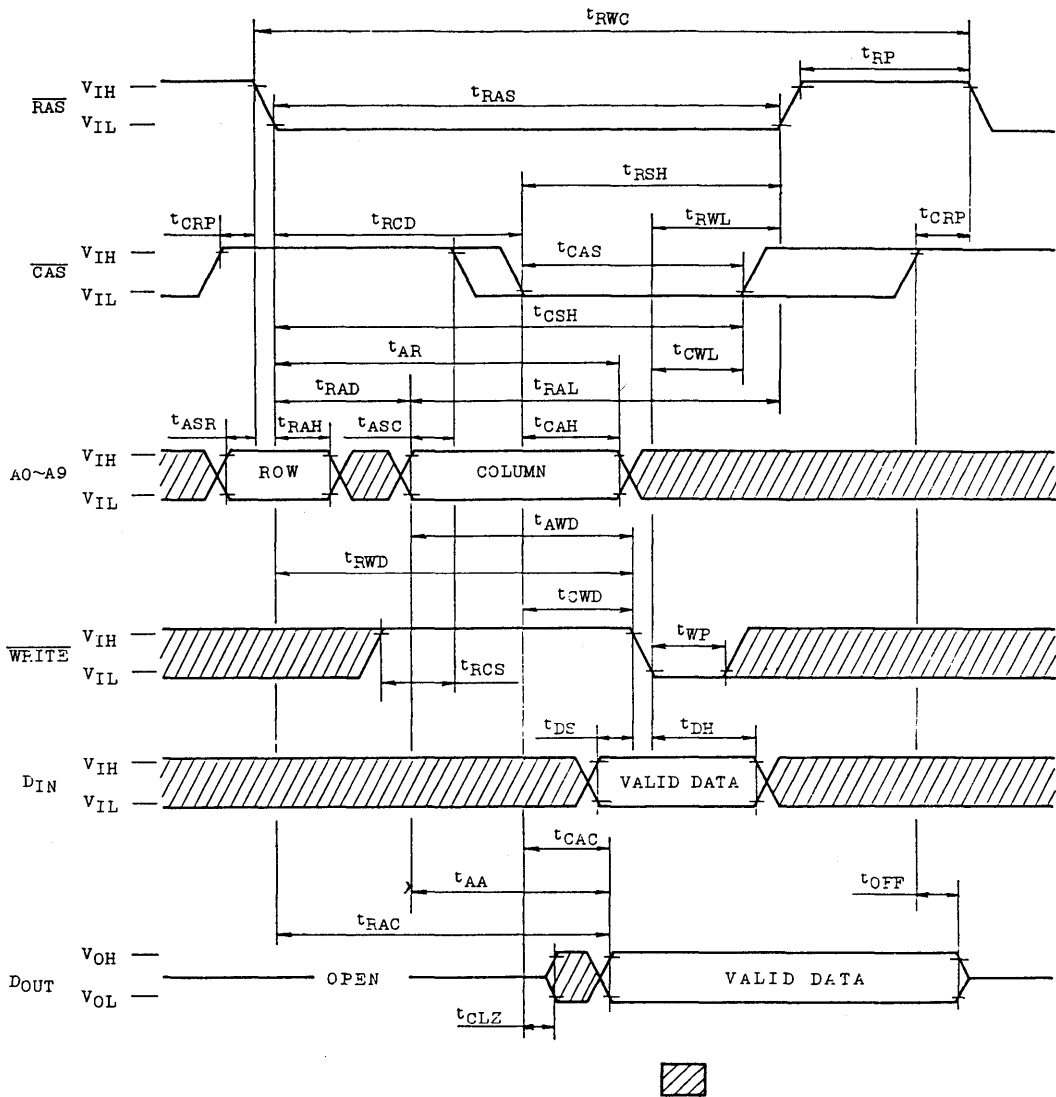 tRWC
tRP
VIH
RAS
tRAS
VIL
tRSH
tCRP
tRCD
tRWL
tCRP
VIH
CAS
tCAS
VIL
tCSH
tAR
tCWL
tRAD
tRAL
tASR
tRAH
tASC
tCAH
VIH
A0~A9
ROW
COLUMN
VIL
tAWD
tRWD
tCWD
VIH
WRITE
tWP
VIL
tRCS
tDS
tDH
VIH
DIN
VALID DATA
VIL
tCAC
tAA
tOFF
tRAC
VOH
DOUT
OPEN
VALID DATA
VOL
tCLZ